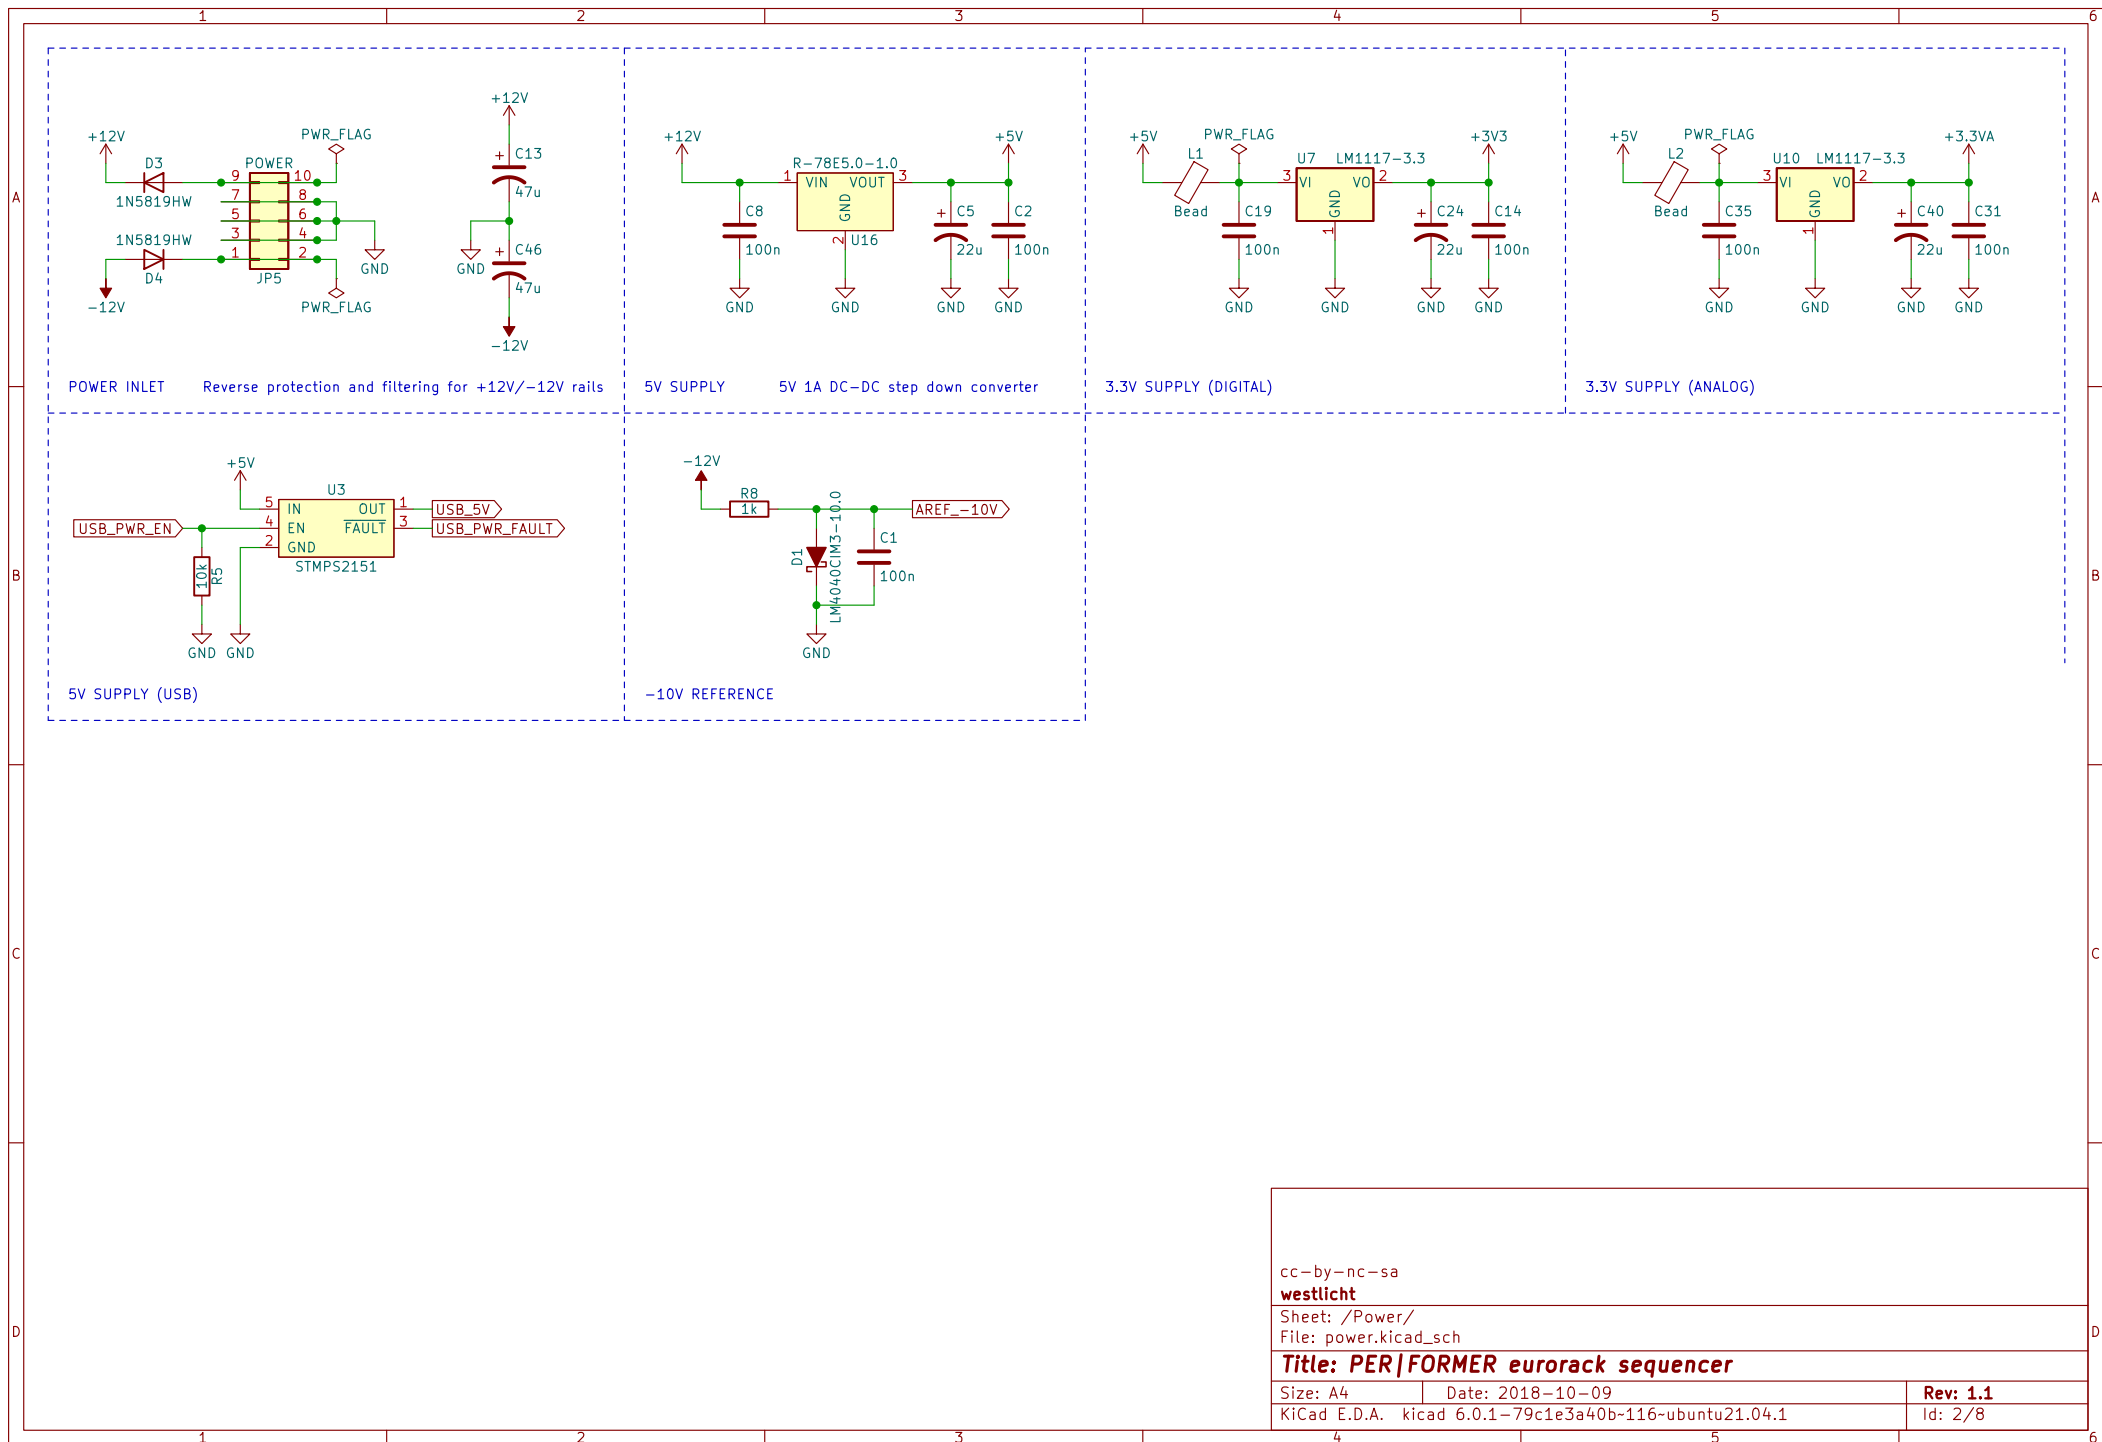 1 2 3 4 5 6
A
A
B
B
C
C
D
D
+12V
D3
1N5819HW
1N5819HW
D4
-12V
POWER
9 10
7 8
5 6
3 4
1 2
JP5
PWR_FLAG
GND
PWR_FLAG
+12V
+ C13
47u
GND
+ C46
47u
-12V
POWER INLET Reverse protection and filtering for +12V/-12V rails
+12V
C8
100n
GND
R-78E5.0-1.0
1 VIN VOUT 3
GND
2
U16
GND
+5V
+ C5
22u
GND
C2
100n
GND
5V SUPPLY 5V 1A DC-DC step down converter
+5V
L1
Bead
PWR_FLAG
C19
100n
GND
U7 LM1117-3.3
3 VI VO 2
GND
1
GND
+3V3
+ C24
22u
GND
C14
100n
GND
3.3V SUPPLY (DIGITAL)
+5V
L2
Bead
PWR_FLAG
C35
100n
GND
U10 LM1117-3.3
3 VI VO 2
GND
1
GND
+3.3VA
+ C40
22u
GND
C31
100n
GND
3.3V SUPPLY (ANALOG)
+5V
U3
5 IN OUT 1 USB_5V
USB_PWR_EN 4 EN FAULT 3 USB_PWR_FAULT
2 GND
STMPS2151
10k
R5
GND GND
5V SUPPLY (USB)
-12V
R8
1k
AREF_-10V
D1
LM4040CIM3-10.0
C1
100n
GND
-10V REFERENCE
cc-by-nc-sa
westlicht
Sheet: /Power/
File: power.kicad_sch
Title: PER|FORMER eurorack sequencer
Size: A4 Date: 2018-10-09 Rev: 1.1
KiCad E.D.A. kicad 6.0.1-79c1e3a40b~116~ubuntu21.04.1 Id: 2/8
1 2 3 4 5 6